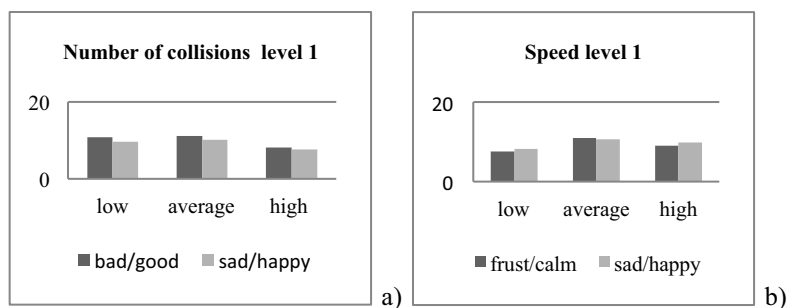 Number of collisions level 1
20
0
low average high
■ bad/good ■ sad/happy
a)
Speed level 1
20
0
low average high
■ frust/calm ■ sad/happy
b)